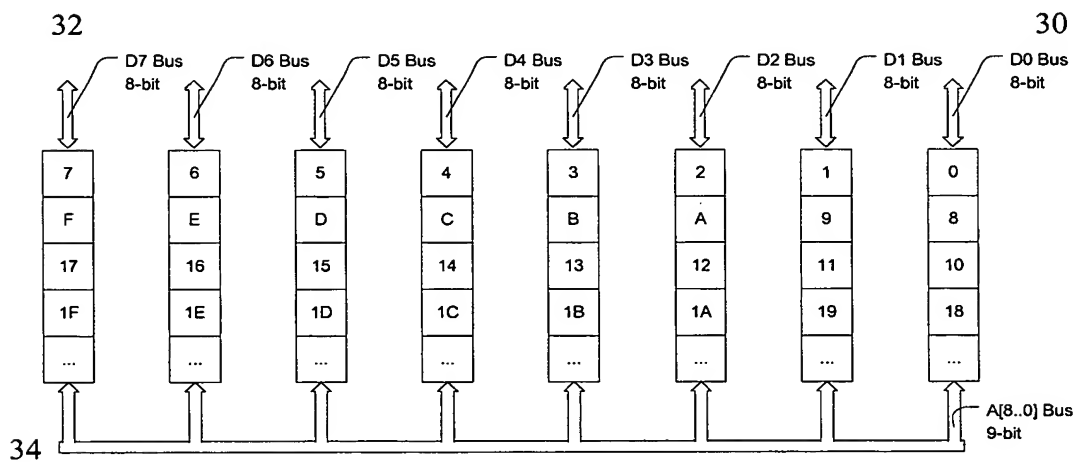 32 30
D7 Bus D6 Bus D5 Bus D4 Bus D3 Bus D2 Bus D1 Bus D0 Bus
8-bit 8-bit 8-bit 8-bit 8-bit 8-bit 8-bit 8-bit
7 6 5 4 3 2 1 0
F E D C B A 9 8
17 16 15 14 13 12 11 10
1F 1E 1D 1C 1B 1A 19 18
... ... ... ... ... ... ... ...
A[8..0] Bus
34 9-bit